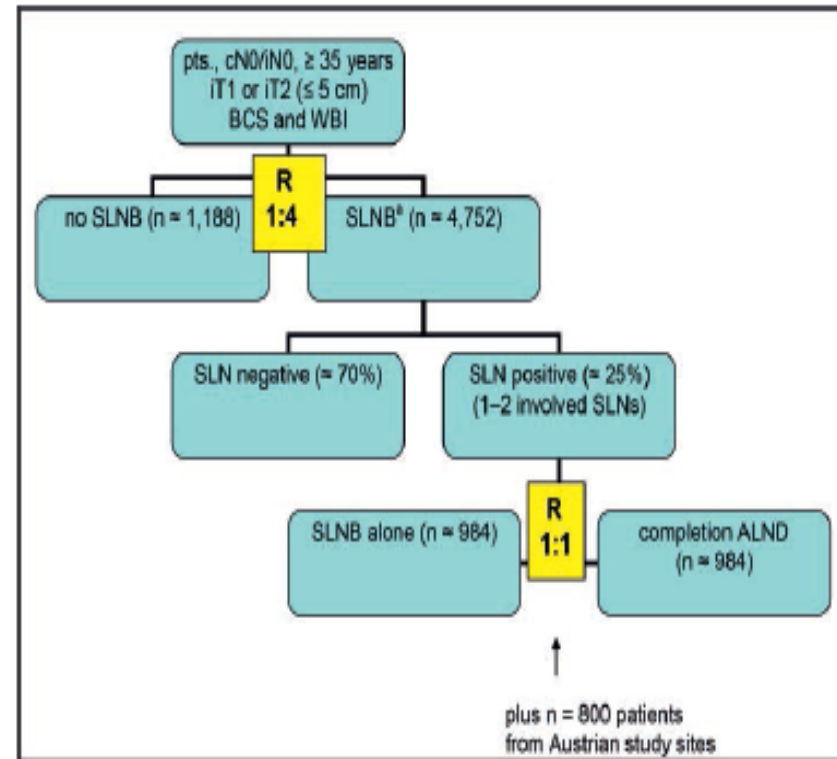 pts., cN0/iN0, ≥ 35 years
iT1 or iT2 (≤ 5 cm)
BCS and WBI
R
1:4
no SLNB (n ≈ 1,188)
SLNBª (n ≈ 4,752)
SLN negative (≈ 70%)
SLN positive (≈ 25%)
(1–2 involved SLNs)
R
1:1
SLNB alone (n ≈ 984)
completion ALND
(n ≈ 984)
plus n = 800 patients
from Austrian study sites